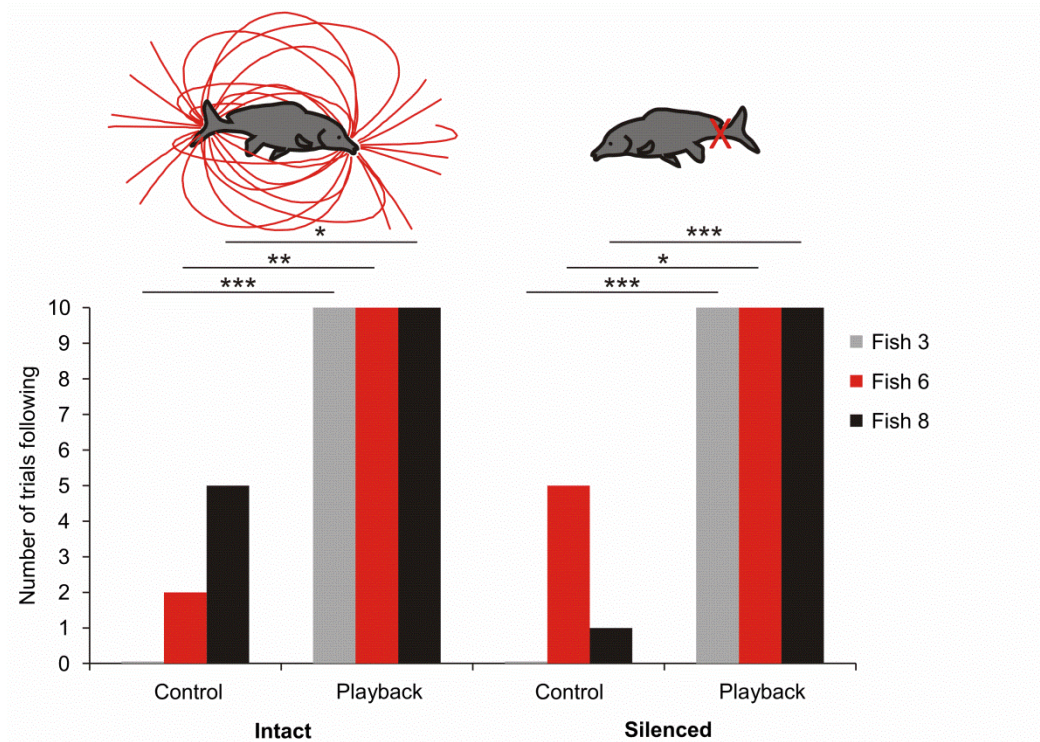 *
**
***
***
*
***
10
9
8
7
6
5
4
3
2
1
0
Number of trials following
Fish 3
Fish 6
Fish 8
Control Playback Control Playback
Intact Silenced